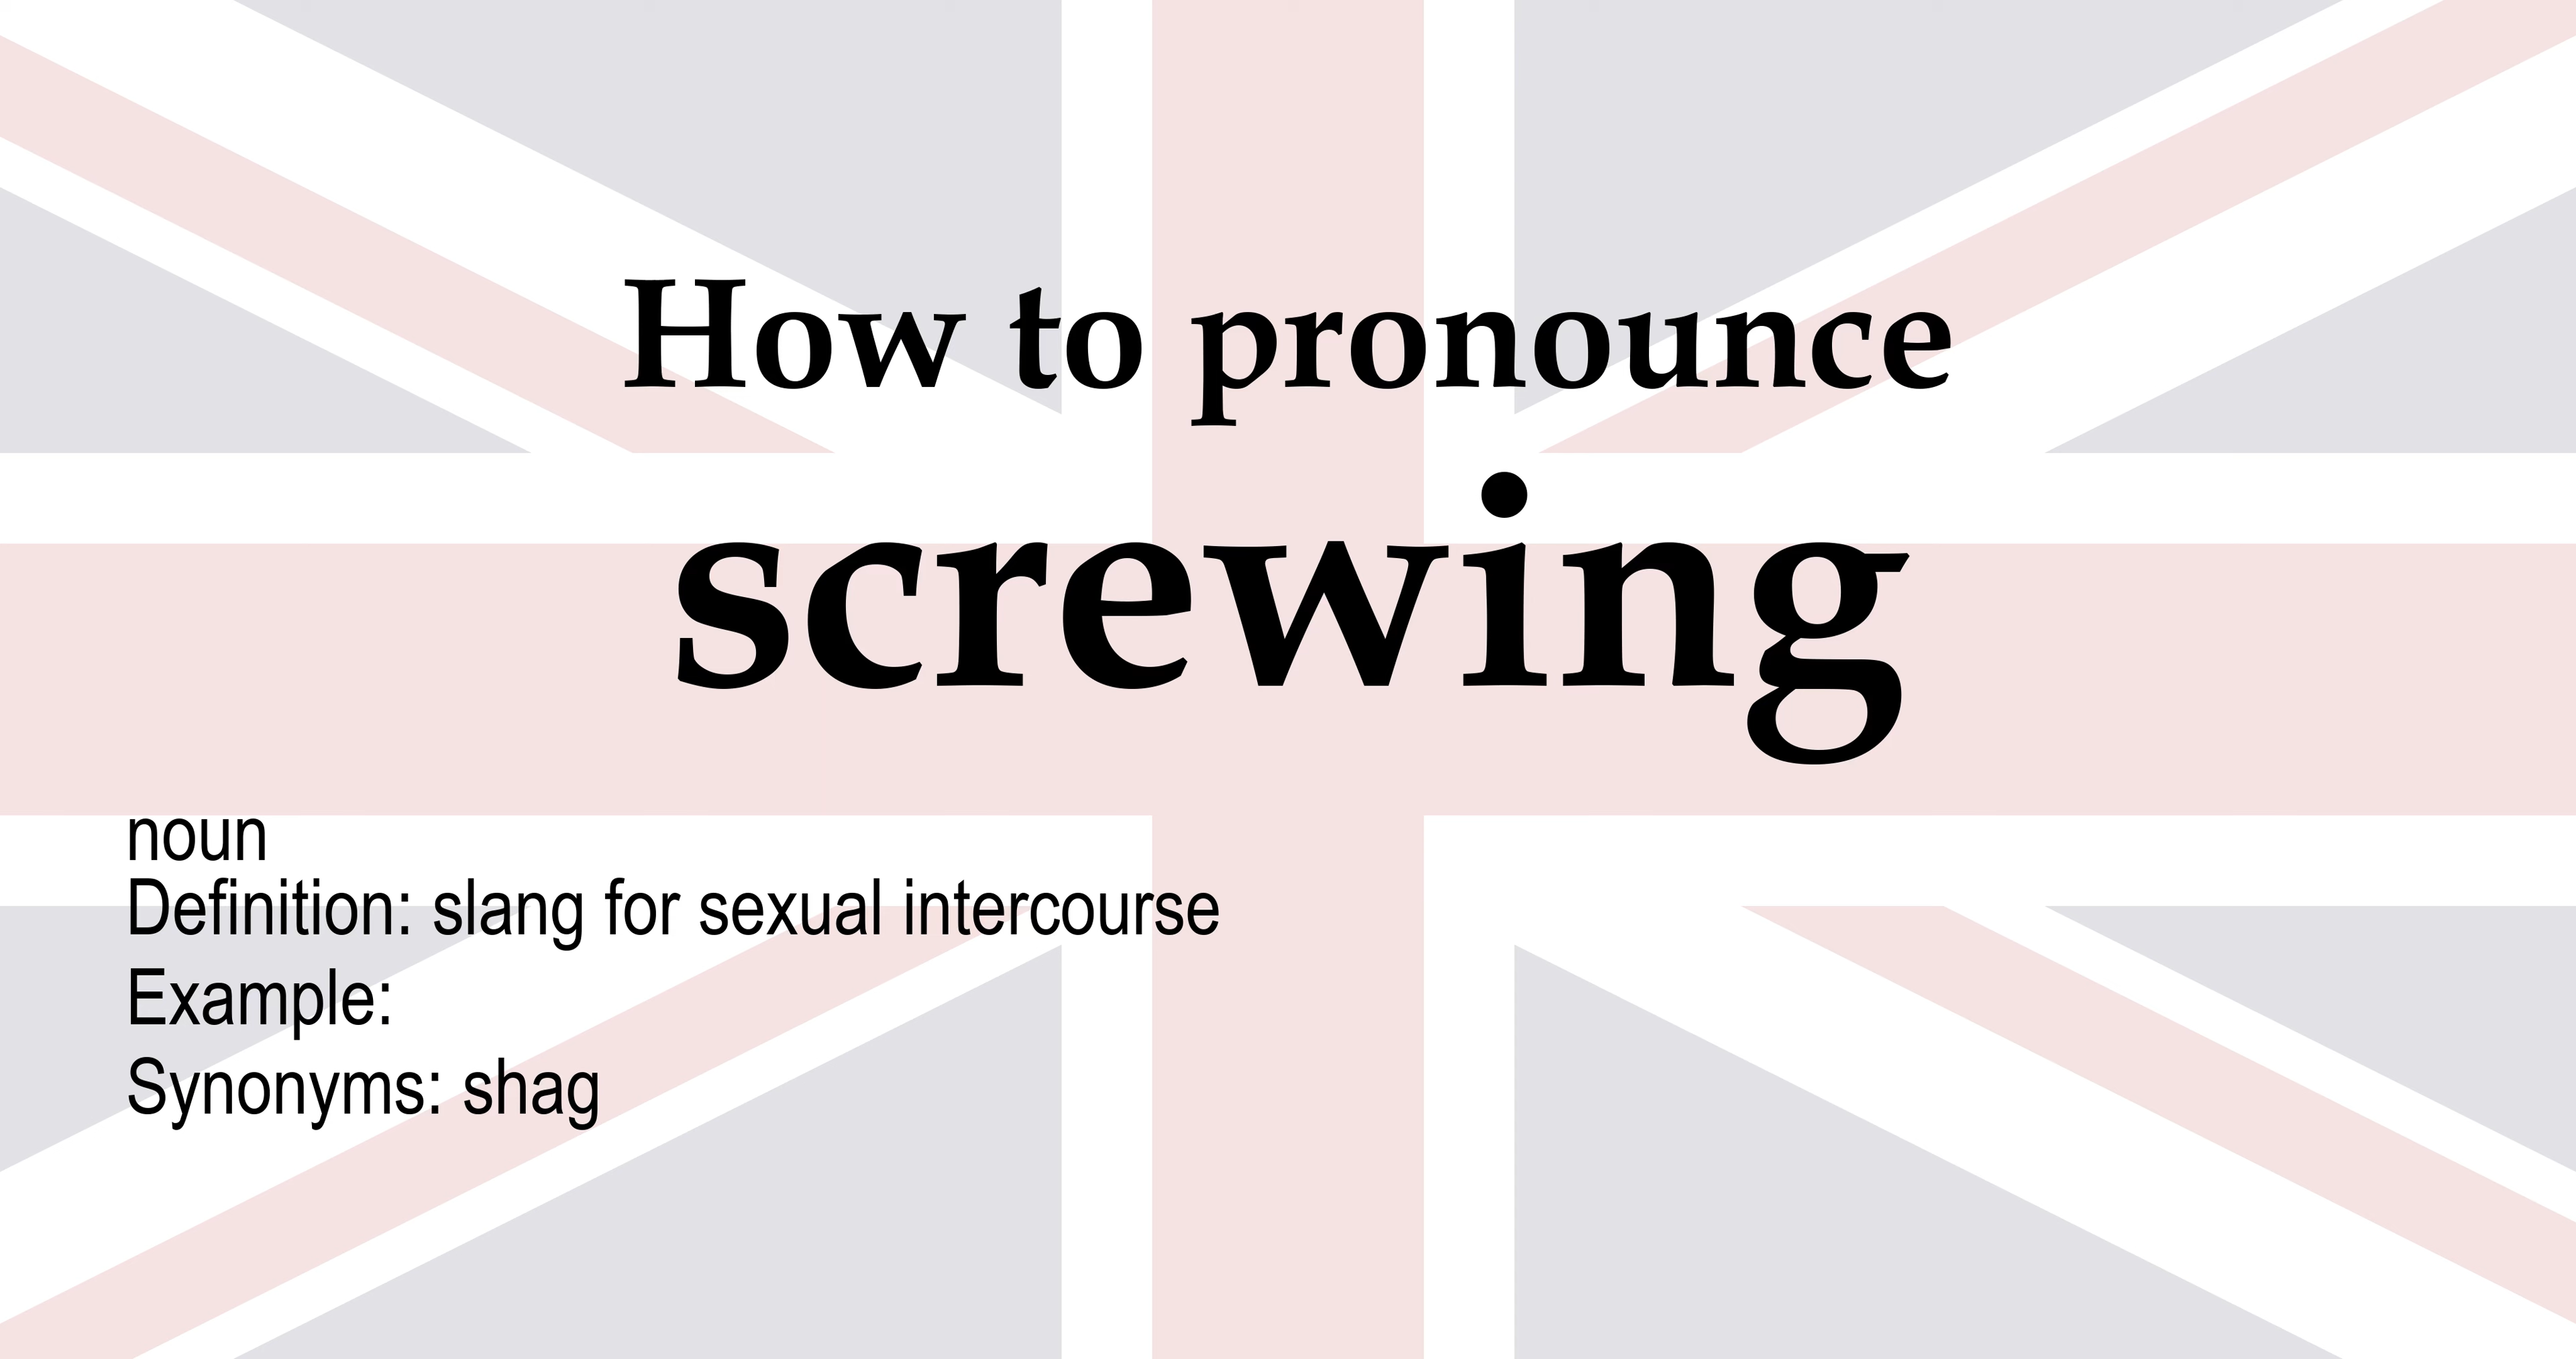 How to pronounce
screwing
noun
Definition: slang for sexual intercourse
Example:
Synonyms: shag